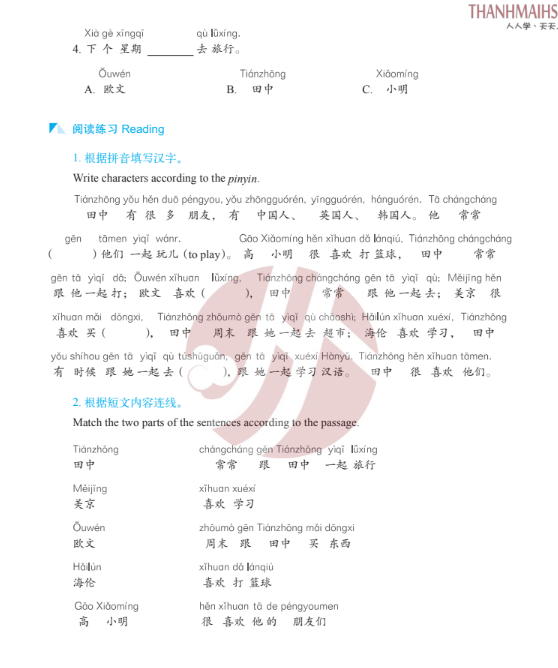 THANHMAIHSK
Xià gè xīngqī qù lǚxíng.
4. 下 个 星期 ________ 去 旅行。
Ōuwén Tiánzhōng Xiǎomíng
A. 欧文 B. 田中 C. 小明
阅读练习 Reading
1. 根据拼音填写汉字。
Write characters according to the pinyin.
Tiánzhōng yǒu hěn duō péngyou, yǒu zhōngguórén, yīngguórén, hánguórén. Tā chángcháng
田中 有 很 多 朋友，有 中国人、 英国人、 韩国人。他 常常
gēn tāmen yìqǐ wánr. Gāo Xiǎomíng hěn xǐhuan dǎ lánqiú, Tiánzhōng chángcháng
( )他们 一起 玩儿 (to play)。 高 小明 很 喜欢 打 篮球， 田中 常常
gēn tā yìqǐ dǎ; Ōuwén xǐhuan lǚxíng, Tiánzhōng chángcháng gēn tā yìqǐ qù; Měijīng hěn
跟 他 一起 打； 欧文 喜欢 ( )， 田中 常常 跟 他 一起 去；美京 很
xǐhuan mǎi dōngxi, Tiánzhōng zhōumò gēn tā yìqǐ qù chāoshì; Hǎilún xǐhuan xuéxí, Tiánzhōng
喜欢 买 ( )， 田中 周末 跟 她 一起 去 超市；海伦 喜欢 学习， 田中
yǒu shíhou gēn tā yìqǐ qù túshūguǎn, gēn tā yìqǐ xuéxí Hànyǔ. Tiánzhōng hěn xǐhuan tāmen.
有 时候 跟 她 一起 去 ( )，跟 她 一起 学习 汉语。 田中 很 喜欢 他们。
2. 根据短文内容连线。
Match the two parts of the sentences according to the passage.
Tiánzhōng chángcháng gēn Tiánzhōng yìqǐ lǚxíng
田中 常常 跟 田中 一起 旅行
Měijīng xǐhuan xuéxí
美京 喜欢 学习
Ōuwén zhōumò gēn Tiánzhōng mǎi dōngxi
欧文 周末 跟 田中 买 东西
Hǎilún xǐhuan dǎ lánqiú
海伦 喜欢 打 篮球
Gāo Xiǎomíng hěn xǐhuan tā de péngyoumen
高 小明 很 喜欢 他 的 朋友们